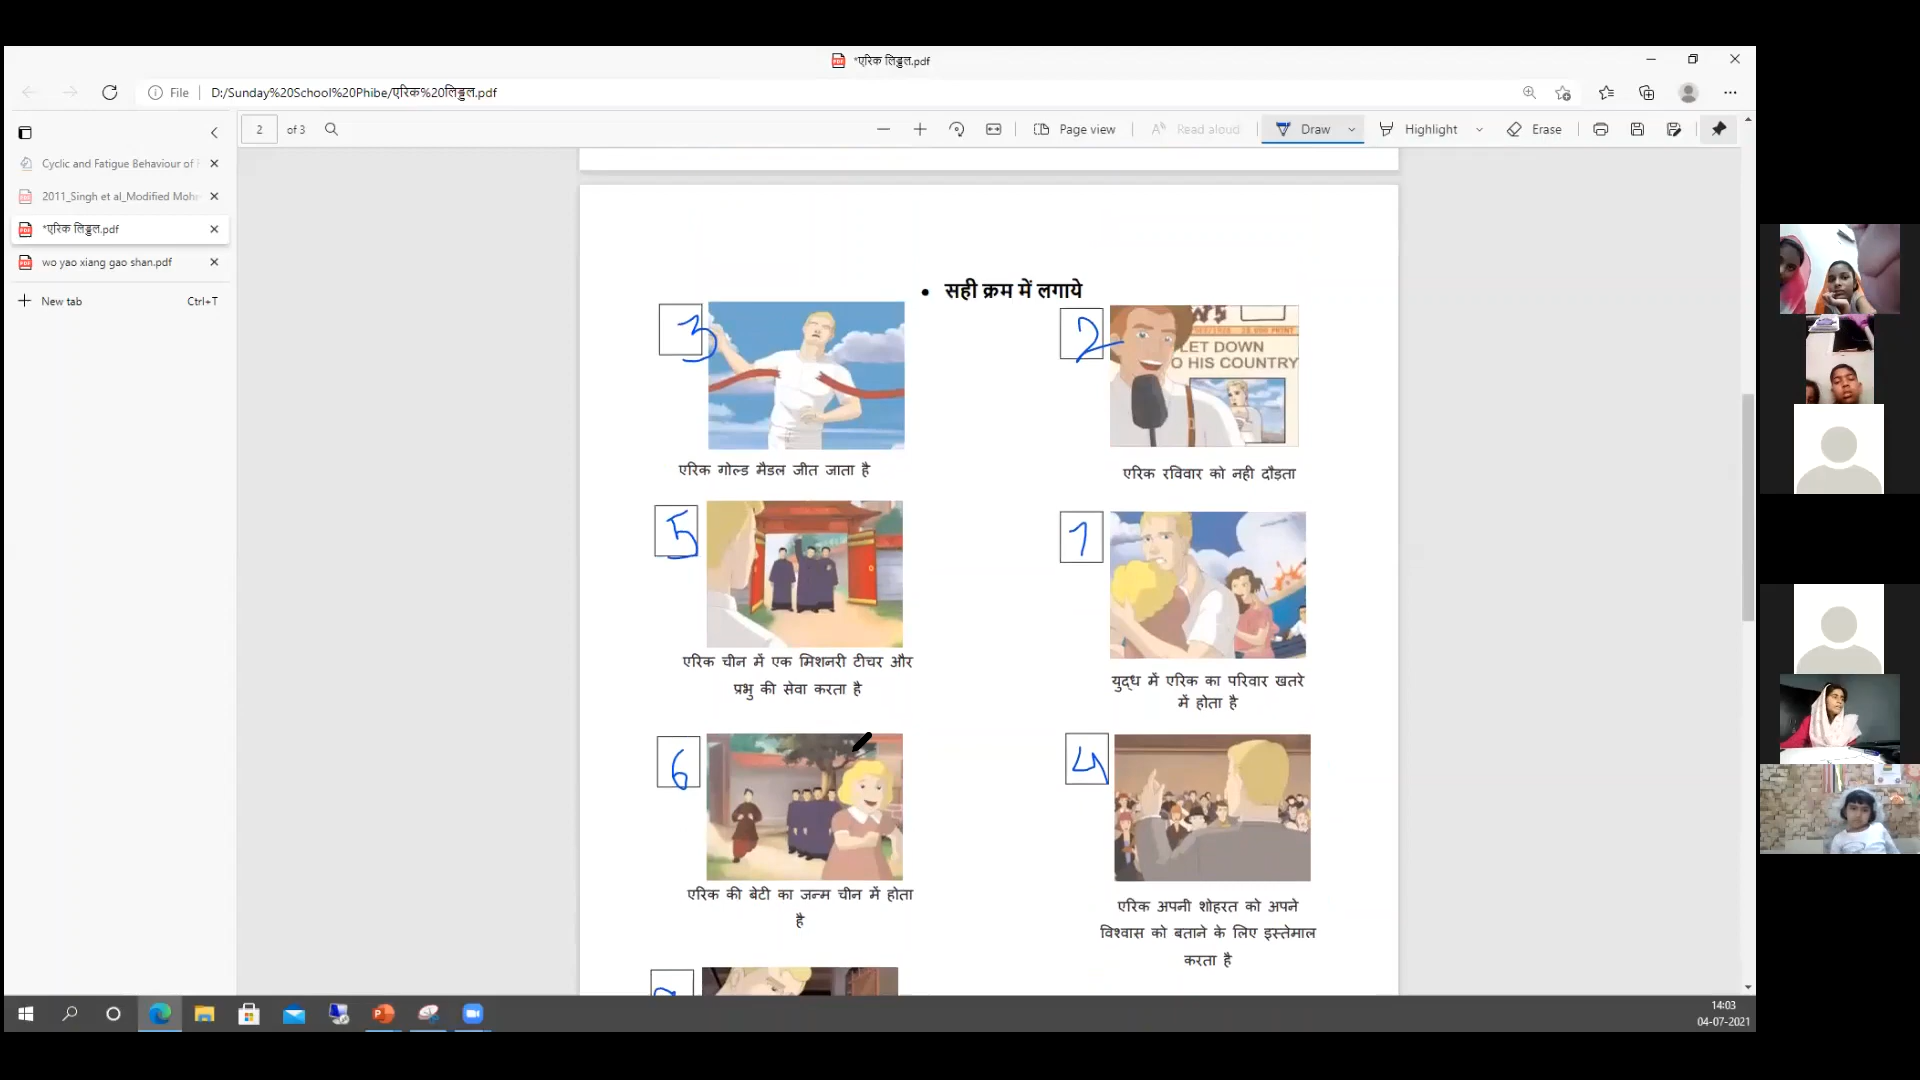 *एरिक लिड्डल.pdf
File D:/Sunday%20School%20Phibe/एरिक%20लिड्डल.pdf
2 of 3
Page view
Read aloud
Draw
Highlight
Erase
Cyclic and Fatigue Behaviour of
2011_Singh et al_Modified Moh
*एरिक लिड्डल.pdf
wo yao xiang gao shan.pdf
New tab Ctrl+T
• सही क्रम में लगाये
3
2
LET DOWN
O HIS COUNTRY
एरिक गोल्ड मैडल जीत जाता है
एरिक रविवार को नही दौड़ता
5
1
एरिक चीन में एक मिशनरी टीचर और
प्रभु की सेवा करता है
युद्ध में एरिक का परिवार खतरे
में होता है
6
4
एरिक की बेटी का जन्म चीन में होता
है
एरिक अपनी शोहरत को अपने
विश्वास को बताने के लिए इस्तेमाल
करता है
14:03
04-07-2021